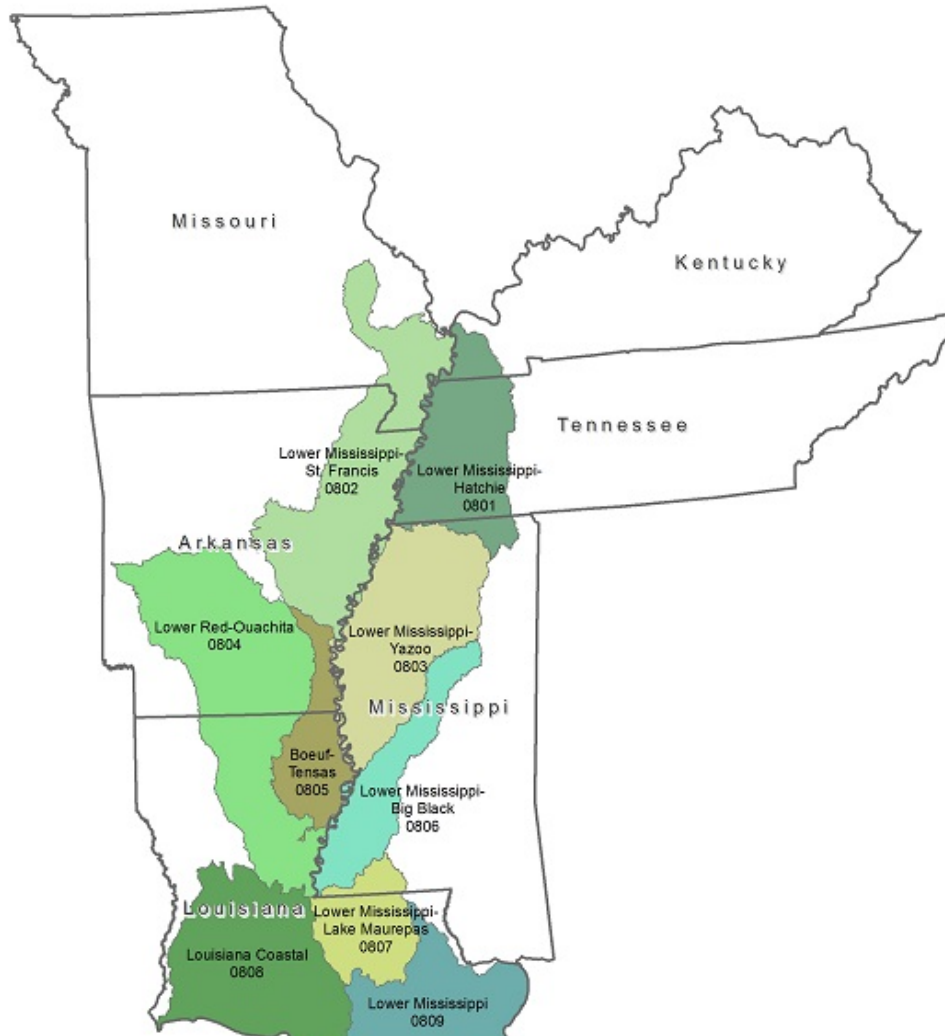 Missouri
Kentucky
Tennessee
Lower Mississippi-
St. Francis
0802
Lower Mississippi-
Hatchie
0801
Arkansas
Lower Red-Ouachita
0804
Lower Mississippi-
Yazoo
0803
Mississippi
Boeuf-
Tensas
0805
Lower Mississippi-
Big Black
0806
Louisiana
Lower Mississippi-
Lake Maurepas
0807
Louisiana Coastal
0808
Lower Mississippi
0809